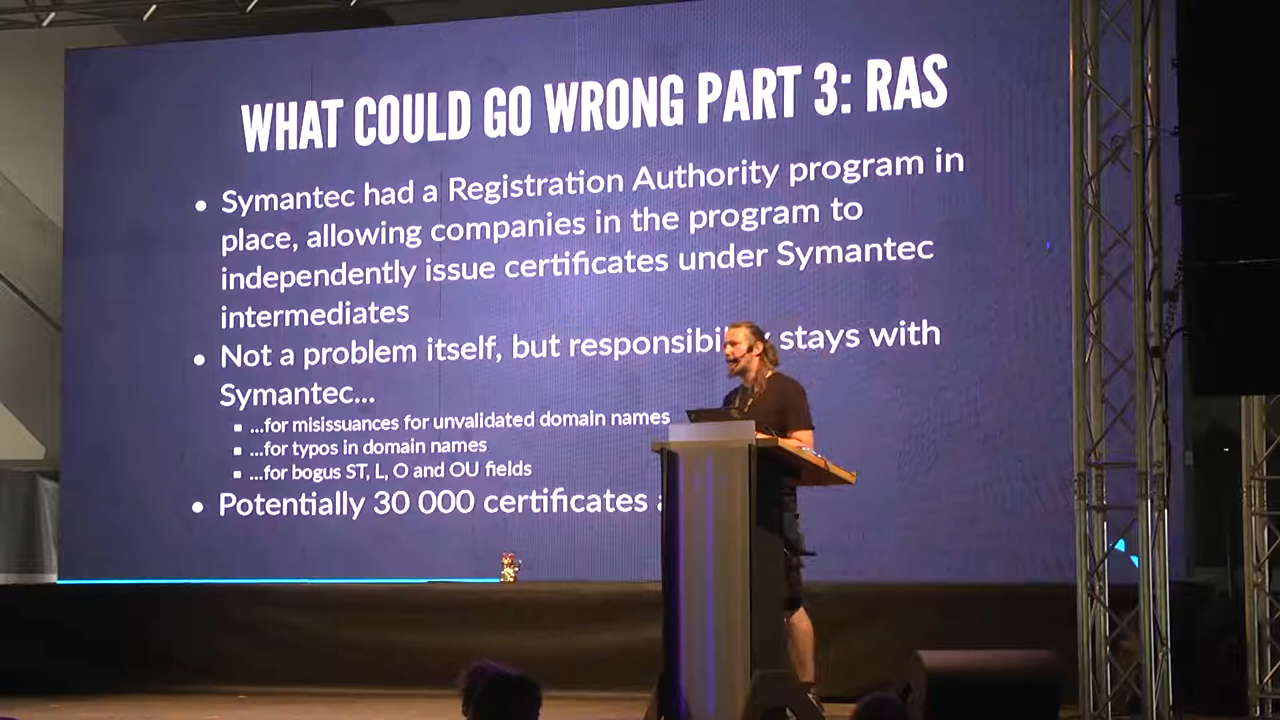 WHAT COULD GO WRONG PART 3: RAS
• Symantec had a Registration Authority program in
place, allowing companies in the program to
independently issue certificates under Symantec
intermediates
• Not a problem itself, but stays with
Symantec...
▪ ...for misissuances for unvalidated domain names
▪ ...for typos in domain names
▪ ...for bogus ST, L, O and OU fields
• Potentially 30 000 certificates